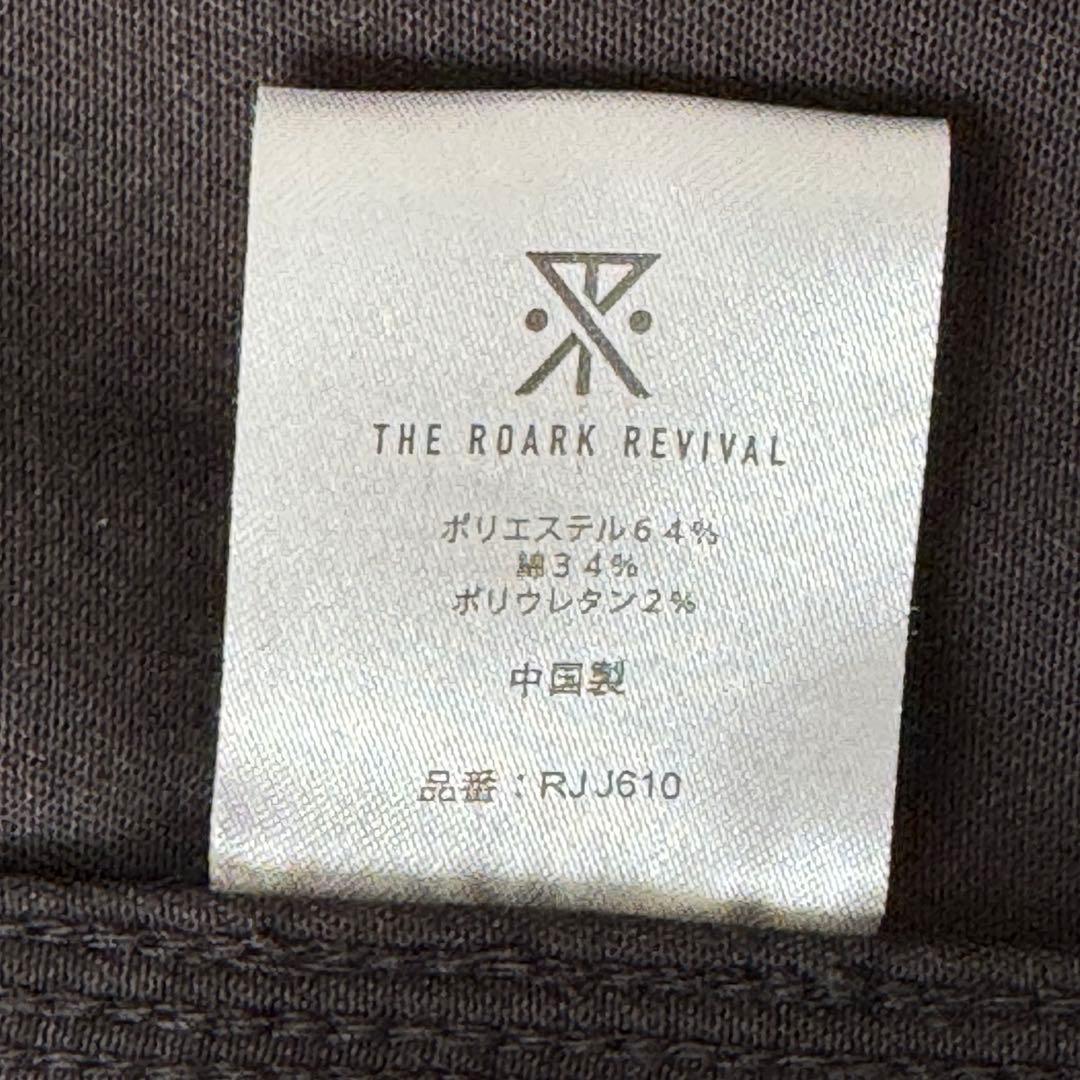 THE ROARK REVIVAL
ポリエステル64%
綿34%
ポリウレタン2%
中国製
品番:RJJ610